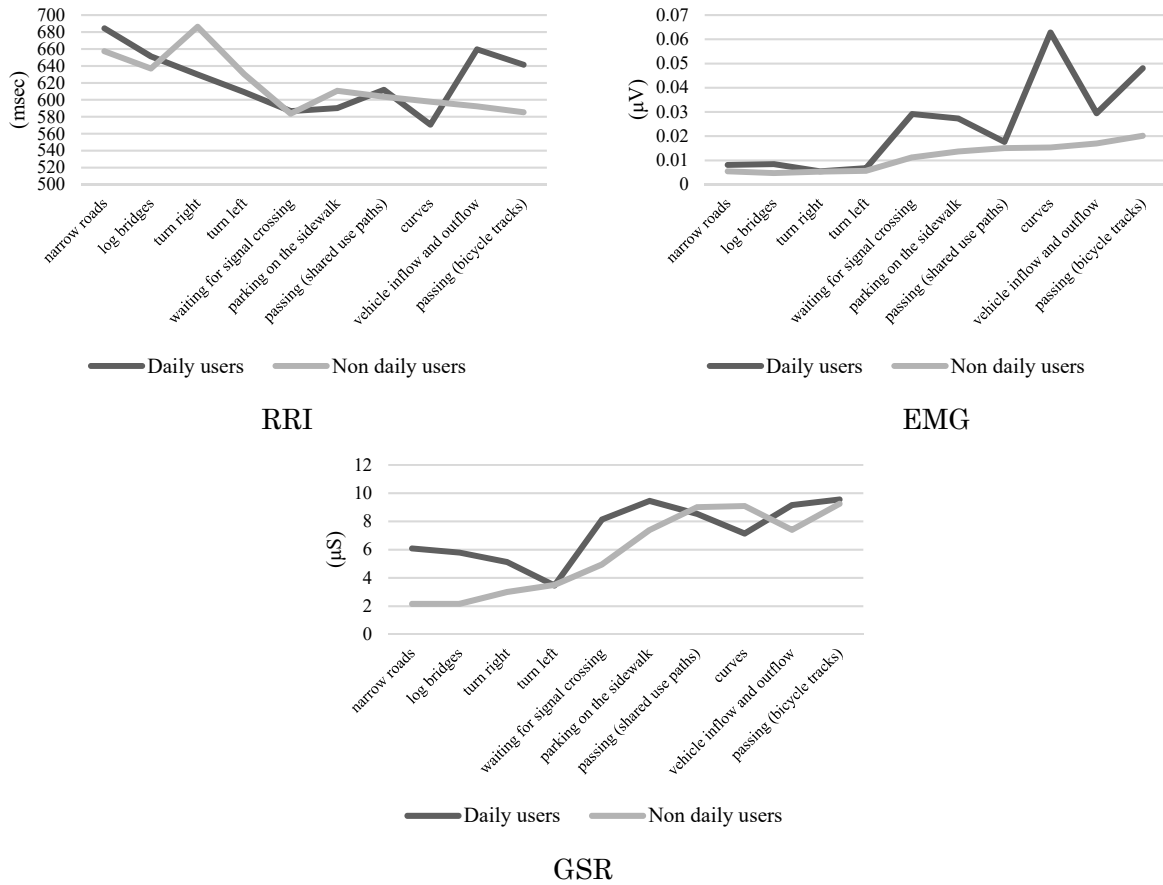 700
680
660
640
620
600
580
560
540
520
500
(msec)
narrow roads
log bridges
turn right
turn left
waiting for signal crossing
parking on the sidewalk
passing (shared use paths)
curves
vehicle inflow and outflow
passing (bicycle tracks)
Daily users Non daily users
RRI
0.07
0.06
0.05
0.04
0.03
0.02
0.01
0
(μV)
narrow roads
log bridges
turn right
turn left
waiting for signal crossing
parking on the sidewalk
passing (shared use paths)
curves
vehicle inflow and outflow
passing (bicycle tracks)
Daily users Non daily users
EMG
12
10
8
6
4
2
0
(μS)
narrow roads
log bridges
turn right
turn left
waiting for signal crossing
parking on the sidewalk
passing (shared use paths)
curves
vehicle inflow and outflow
passing (bicycle tracks)
Daily users Non daily users
GSR